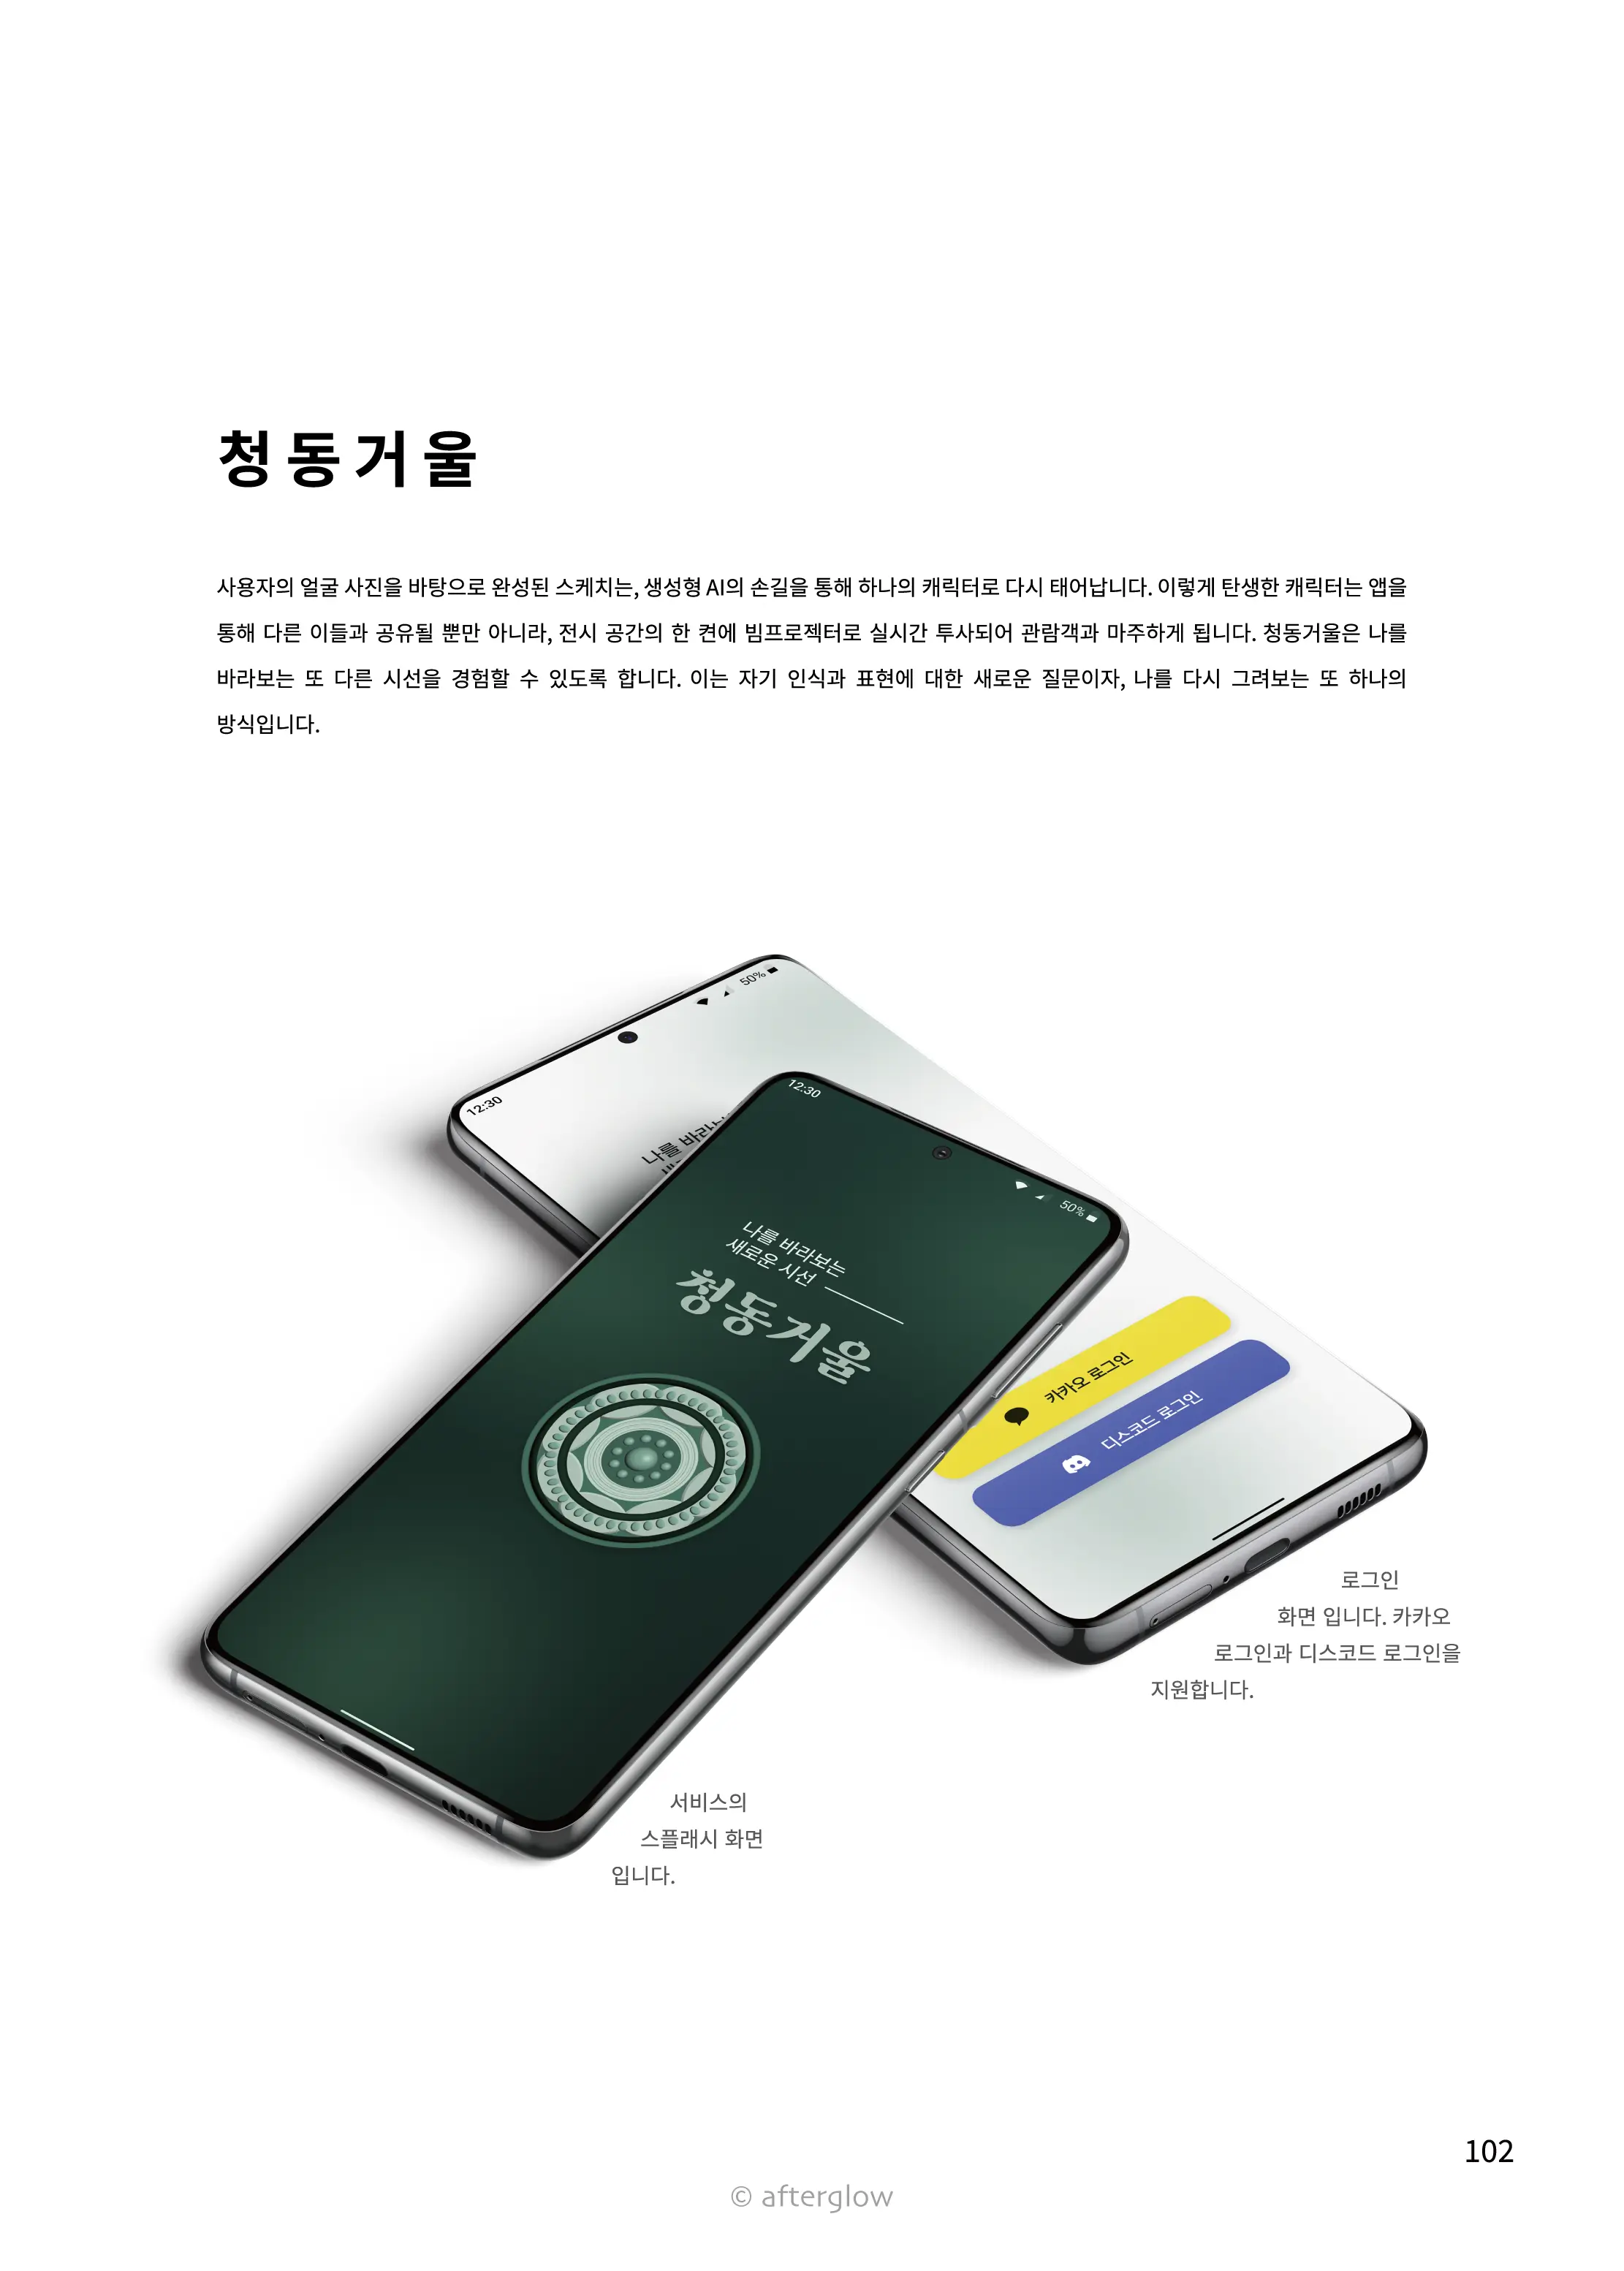 청동거울
사용자의 얼굴 사진을 바탕으로 완성된 스케치는, 생성형 AI의 손길을 통해 하나의 캐릭터로 다시 태어납니다. 이렇게 탄생한 캐릭터는 앱을
통해 다른 이들과 공유될 뿐만 아니라, 전시 공간의 한 켠에 빔프로젝터로 실시간 투사되어 관람객과 마주하게 됩니다. 청동거울은 나를
바라보는 또 다른 시선을 경험할 수 있도록 합니다. 이는 자기 인식과 표현에 대한 새로운 질문이자, 나를 다시 그려보는 또 하나의
방식입니다.
12:30
50%
나를
12:30
50%
나를 바라보는
새로운 시선
청동거울
카카오 로그인
디스코드 로그인
로그인
화면 입니다. 카카오
로그인과 디스코드 로그인을
지원합니다.
서비스의
스플래시 화면
입니다.
102
© afterglow